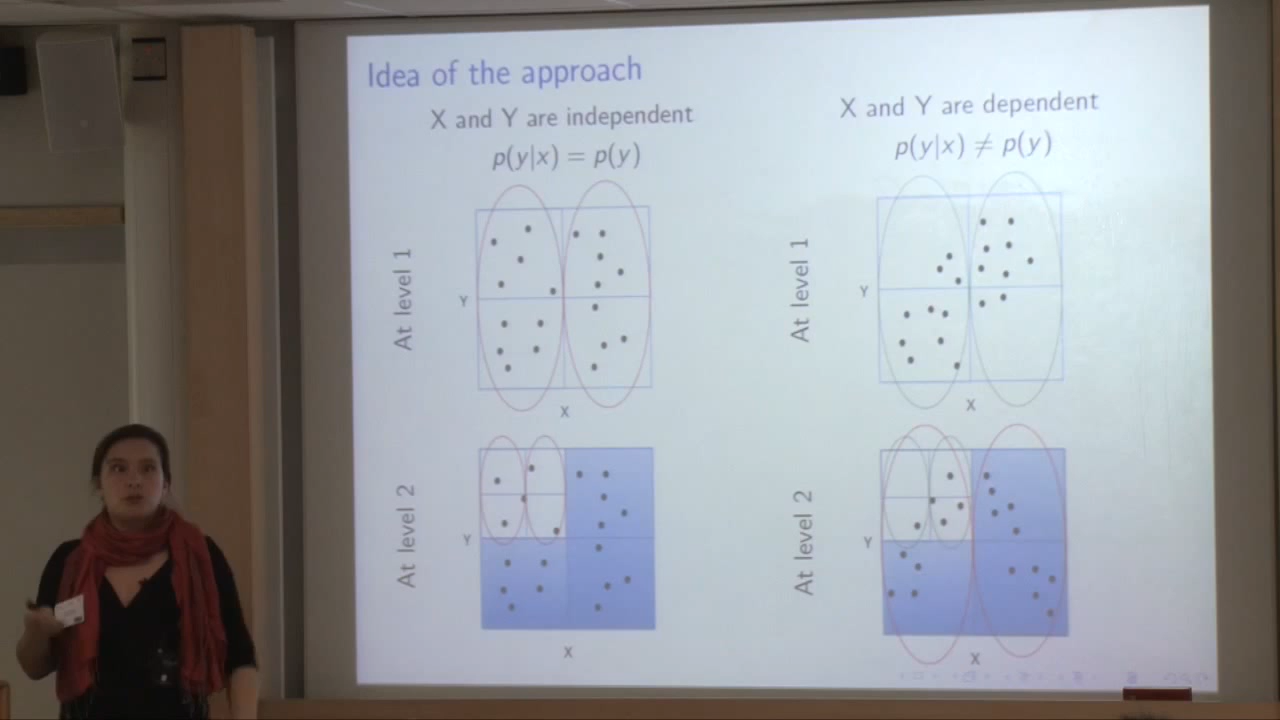 Idea of the approach
X and Y are independent
p(y|x) = p(y)
At level 1
Y
X
At level 2
Y
X
X and Y are dependent
p(y|x) ≠ p(y)
At level 1
Y
X
At level 2
Y
X